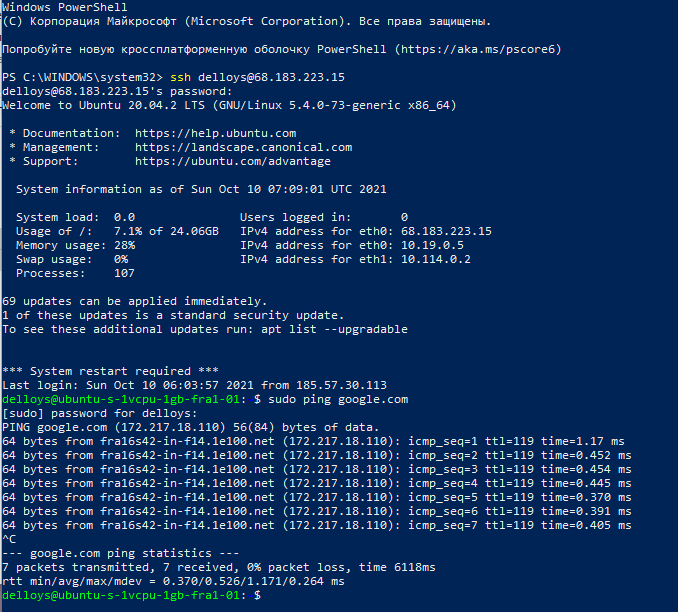 Windows PowerShell
(C) Корпорация Майкрософт (Microsoft Corporation). Все права защищены.
Попробуйте новую кроссплатформенную оболочку PowerShell (https://aka.ms/pscore6)
PS C:\WINDOWS\system32> ssh delloys@68.183.223.15
delloys@68.183.223.15's password:
Welcome to Ubuntu 20.04.2 LTS (GNU/Linux 5.4.0-73-generic x86_64)
* Documentation:  https://help.ubuntu.com
* Management:     https://landscape.canonical.com
* Support:        https://ubuntu.com/advantage
System information as of Sun Oct 10 07:09:01 UTC 2021
System load:  0.0               Users logged in:       0
Usage of /:   7.1% of 24.06GB   IPv4 address for eth0: 68.183.223.15
Memory usage: 28%               IPv4 address for eth0: 10.19.0.5
Swap usage:   0%                IPv4 address for eth1: 10.114.0.2
Processes:    107
69 updates can be applied immediately.
1 of these updates is a standard security update.
To see these additional updates run: apt list --upgradable
*** System restart required ***
Last login: Sun Oct 10 06:03:57 2021 from 185.57.30.113
delloys@ubuntu-s-1vcpu-1gb-fra1-01: $ sudo ping google.com
[sudo] password for delloys:
PING google.com (172.217.18.110) 56(84) bytes of data.
64 bytes from fra16s42-in-f14.1e100.net (172.217.18.110): icmp_seq=1 ttl=119 time=1.17 ms
64 bytes from fra16s42-in-f14.1e100.net (172.217.18.110): icmp_seq=2 ttl=119 time=0.452 ms
64 bytes from fra16s42-in-f14.1e100.net (172.217.18.110): icmp_seq=3 ttl=119 time=0.454 ms
64 bytes from fra16s42-in-f14.1e100.net (172.217.18.110): icmp_seq=4 ttl=119 time=0.445 ms
64 bytes from fra16s42-in-f14.1e100.net (172.217.18.110): icmp_seq=5 ttl=119 time=0.370 ms
64 bytes from fra16s42-in-f14.1e100.net (172.217.18.110): icmp_seq=6 ttl=119 time=0.391 ms
64 bytes from fra16s42-in-f14.1e100.net (172.217.18.110): icmp_seq=7 ttl=119 time=0.405 ms
^C
--- google.com ping statistics ---
7 packets transmitted, 7 received, 0% packet loss, time 6118ms
rtt min/avg/max/mdev = 0.370/0.526/1.171/0.264 ms
delloys@ubuntu-s-1vcpu-1gb-fra1-01: $